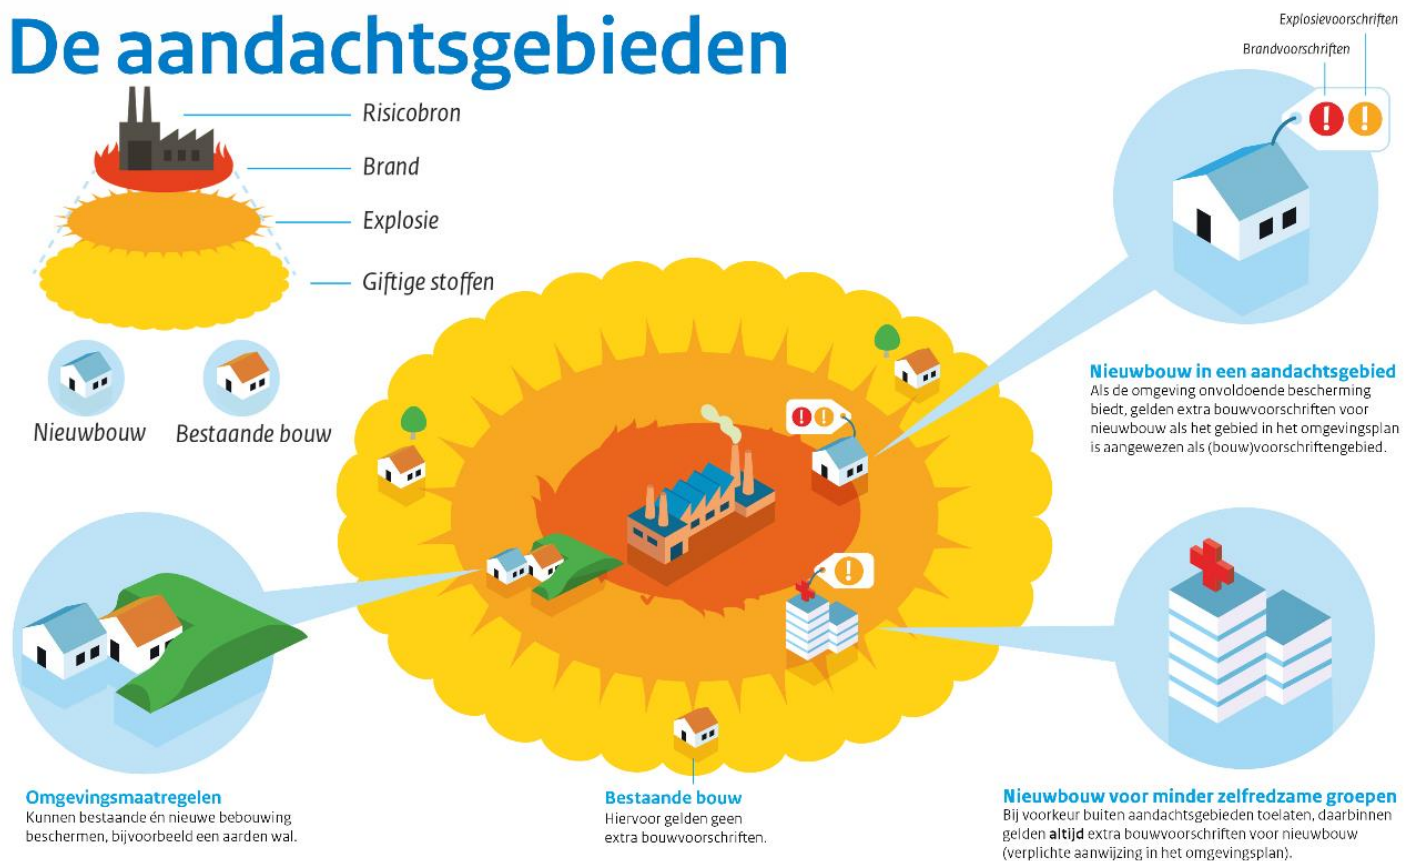 De aandachtsgebieden
Explosievoorschriften
Brandvoorschriften
Risicobron
Brand
Explosie
Giftige stoffen
Nieuwbouw
Bestaande bouw
Nieuwbouw in een aandachtsgebied
Als de omgeving onvoldoende bescherming
biedt, gelden extra bouwvoorschriften voor
nieuwbouw als het gebied in het omgevingsplan
is aangewezen als (bouw)voorschriftengebied.
Omgevingsmaatregelen
Kunnen bestaande én nieuwe bebouwing
beschermen, bijvoorbeeld een aarden wal.
Bestaande bouw
Hiervoor gelden geen
extra bouwvoorschriften.
Nieuwbouw voor minder zelfredzame groepen
Bij voorkeur buiten aandachtsgebieden toelaten, daarbinnen
gelden altijd extra bouwvoorschriften voor nieuwbouw
(verplichte aanwijzing in het omgevingsplan).